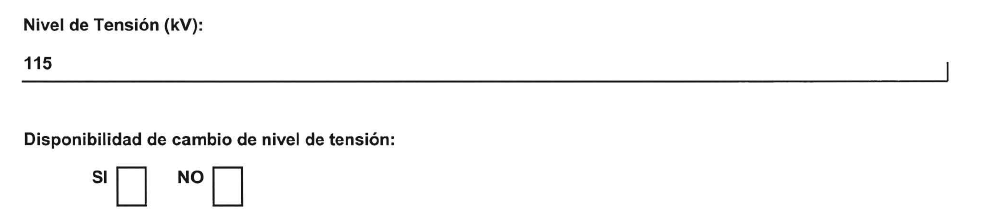 Nivel de Tensión (kV):
115
Disponibilidad de cambio de nivel de tensión:
SI NO